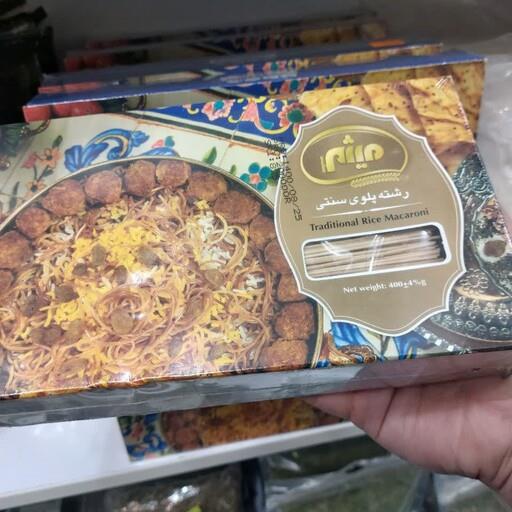 میثم
رشته پلوی سنتی
Traditional Rice Macaroni
Net weight: 400±4%g